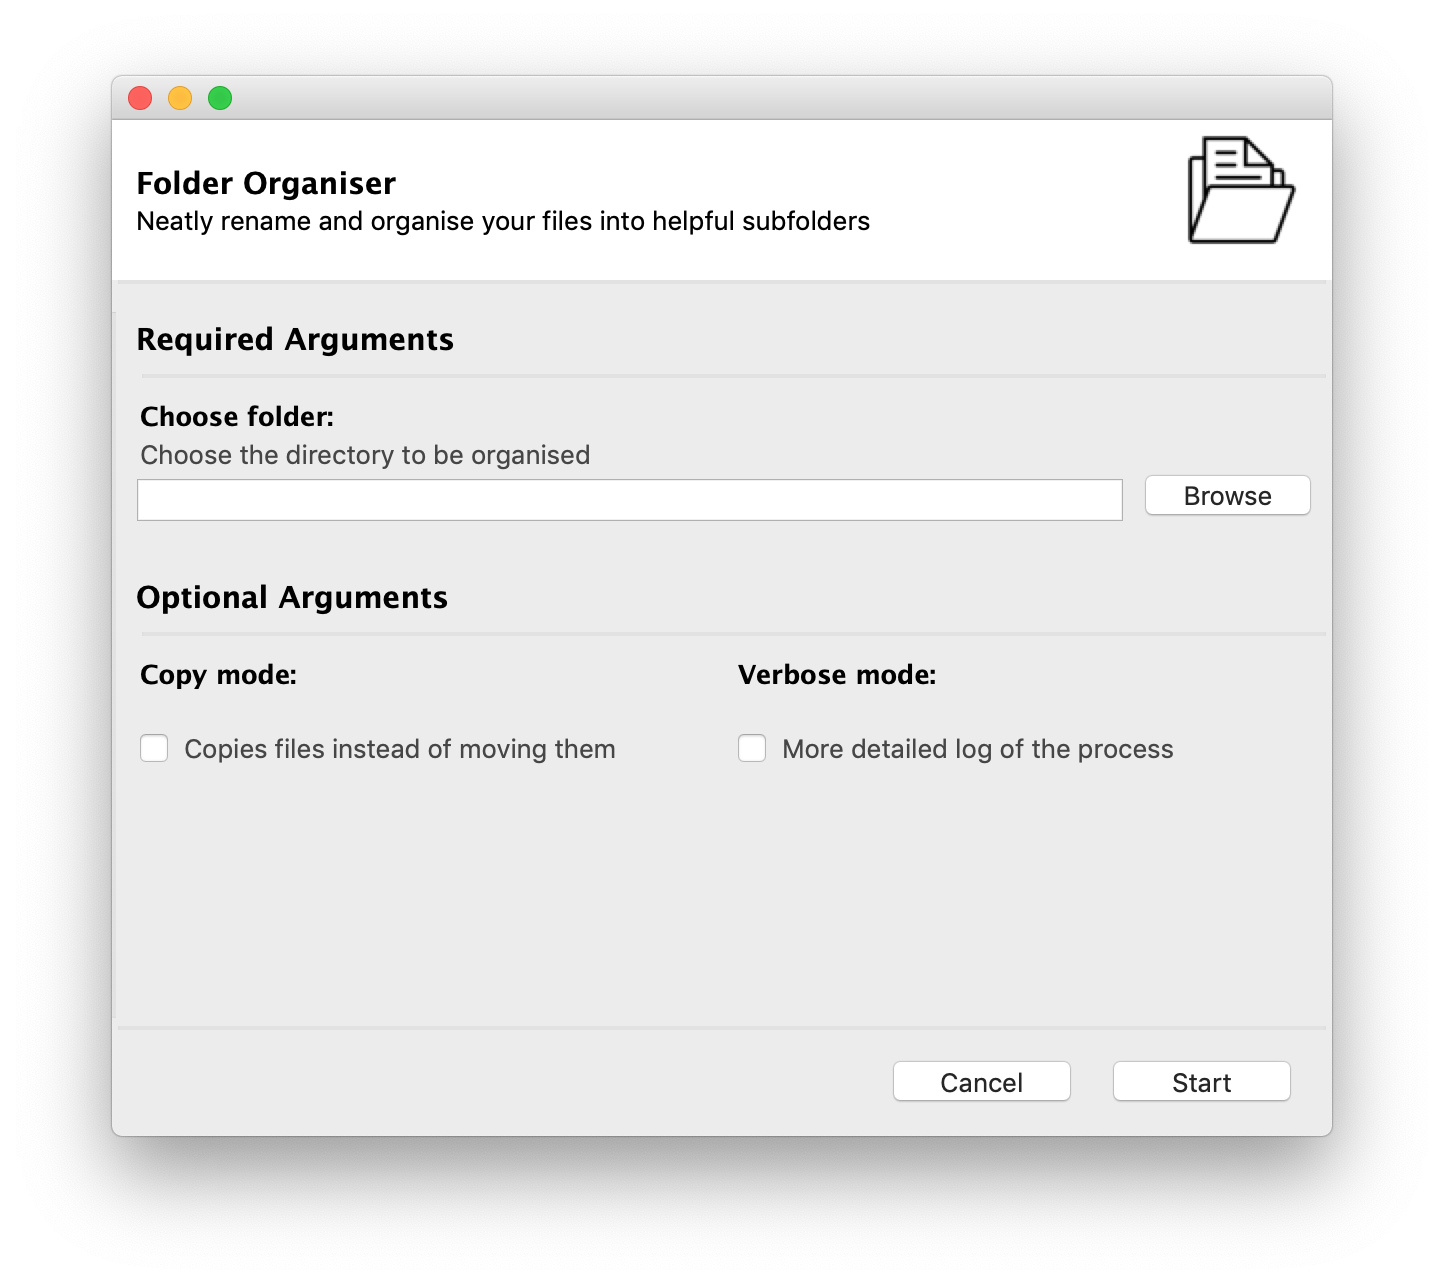 Folder Organiser
Neatly rename and organise your files into helpful subfolders
Required Arguments
Choose folder:
Choose the directory to be organised
Browse
Optional Arguments
Copy mode:
Verbose mode:
Copies files instead of moving them
More detailed log of the process
Cancel
Start